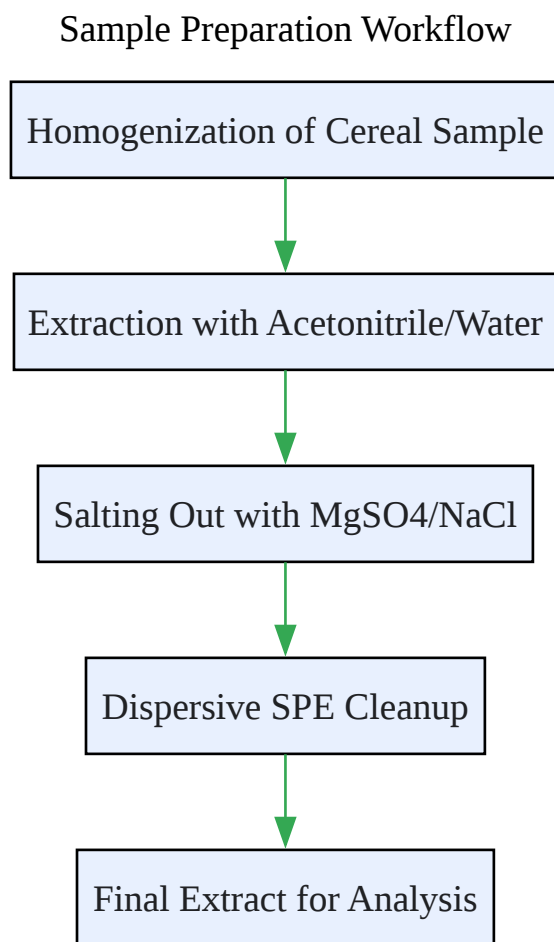 Sample Preparation Workflow
Homogenization of Cereal Sample
Extraction with Acetonitrile/Water
Salting Out with MgSO4/NaCl
Dispersive SPE Cleanup
Final Extract for Analysis